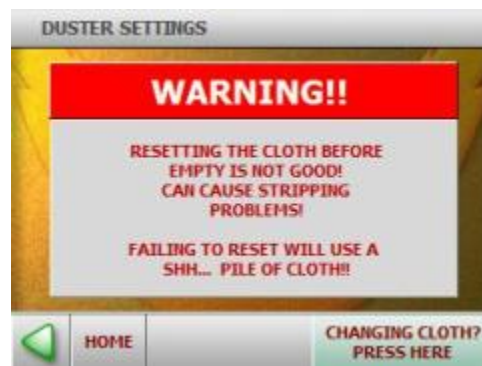 DUSTER SETTINGS
WARNING!!
RESETTING THE CLOTH BEFORE
EMPTY IS NOT GOOD!
CAN CAUSE STRIPPING
PROBLEMS!
FAILING TO RESET WILL USE A
SHH... PILE OF CLOTH!!
HOME
CHANGING CLOTH?
PRESS HERE